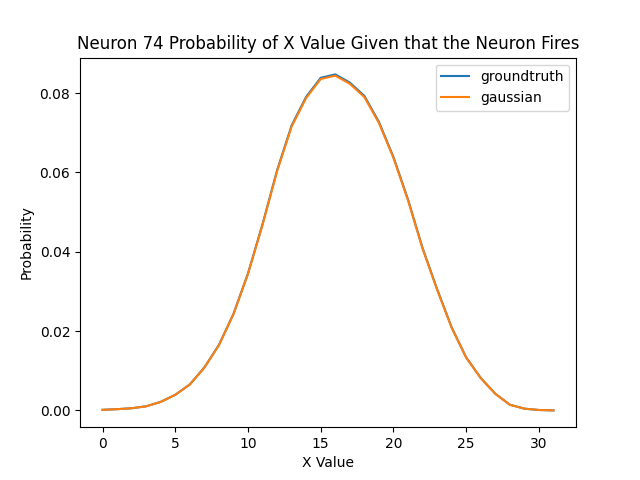 Neuron 74 Probability of X Value Given that the Neuron Fires
groundtruth
gaussian
Probability
0.08
0.06
0.04
0.02
0.00
0 5 10 15 20 25 30
X Value